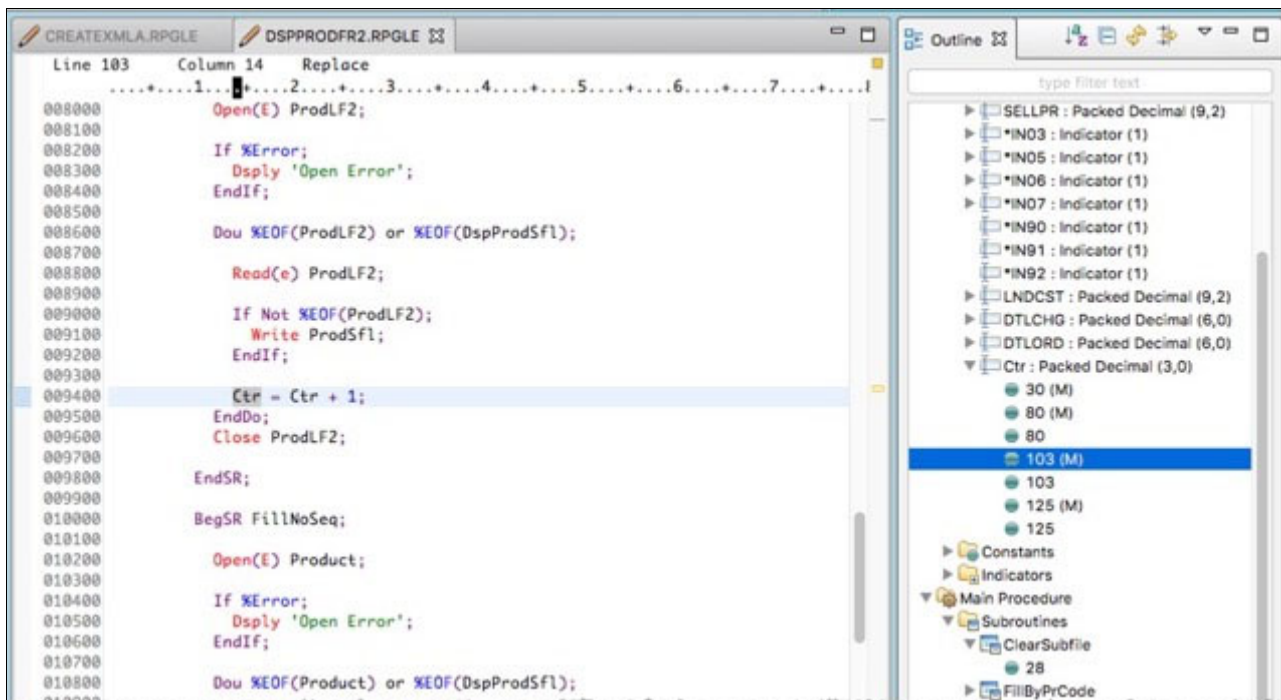 CREATEXMLA.RPGLE
DSPPRODFR2.RPGLE
Line 103 Column 14 Replace
....+....1....+....2....+....3....+....4....+....5....+....6....+....7....+....8
008000 Open(E) ProdLF2;
008100
008200 If %Error;
008300 Dsply 'Open Error';
008400 EndIf;
008500
008600 Dou %EOF(ProdLF2) or %EOF(DspProdSfl);
008700
008800 Read(e) ProdLF2;
008900
009000 If Not %EOF(ProdLF2);
009100 Write ProdSfl;
009200 EndIf;
009300
009400 Ctr = Ctr + 1;
009500 EndDo;
009600 Close ProdLF2;
009700
009800 EndSR;
009900
010000 BegSR FillNoSeq;
010100
010200 Open(E) Product;
010300
010400 If %Error;
010500 Dsply 'Open Error';
010600 EndIf;
010700
010800 Dou %EOF(Product) or %EOF(DspProdSfl);
Outline
type filter text
SELLPR : Packed Decimal (9,2)
*IN03 : Indicator (1)
*IN05 : Indicator (1)
*IN06 : Indicator (1)
*IN07 : Indicator (1)
*IN90 : Indicator (1)
*IN91 : Indicator (1)
*IN92 : Indicator (1)
LNDCST : Packed Decimal (9,2)
DTLCHG : Packed Decimal (6,0)
DTLORD : Packed Decimal (6,0)
Ctr : Packed Decimal (3,0)
30 (M)
80 (M)
80
103 (M)
103
125 (M)
125
Constants
Indicators
Main Procedure
Subroutines
ClearSubfile
28
FillByPrCode